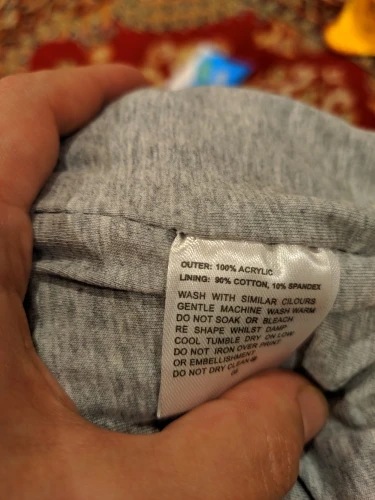 OUTER: 100% ACRYLIC
LINING: 90% COTTON, 10% SPANDEX
WASH WITH SIMILAR CILOURS
GENTLE MACHINE WASH WARM
DO NOT SOAK OR BLEACH
RE SHAPE WHILST DAMP
COOL TUMBLE DRY ON LOW
DO NOT IRON OVER PRINT
OR EMBELLISHMENT
DO NOT DRY CLEAN